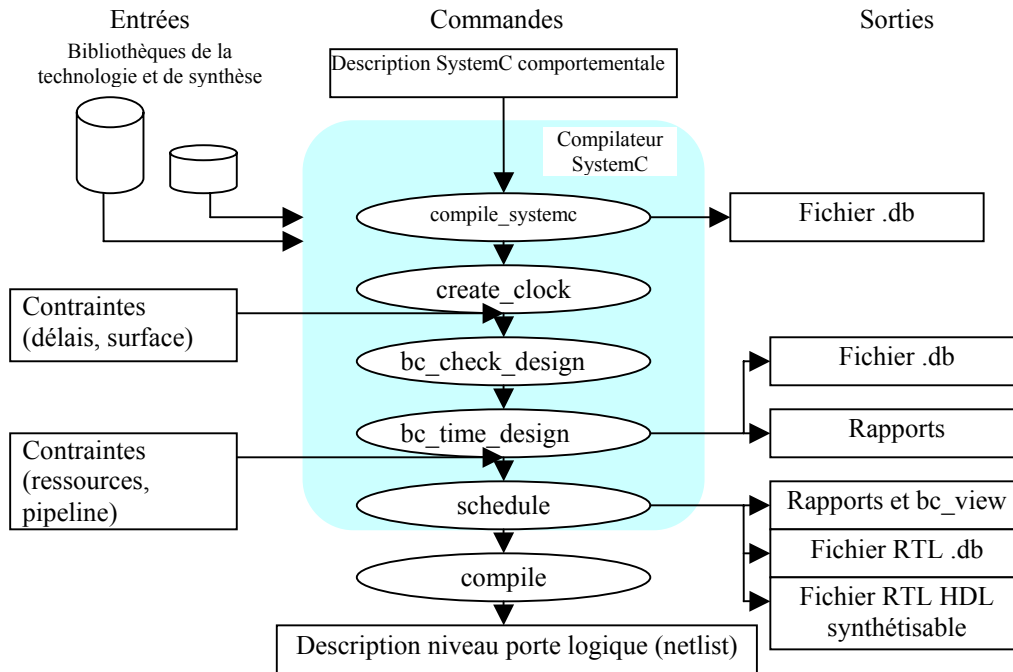 Entrées
Commandes
Sorties
Bibliothèques de la
technologie et de synthèse
Description SystemC comportementale
Compilateur
SystemC
compile_systemc
Fichier .db
create_clock
Contraintes
(délais, surface)
bc_check_design
Fichier .db
bc_time_design
Rapports
Contraintes
(ressources,
pipeline)
schedule
Rapports et bc_view
Fichier RTL .db
compile
Fichier RTL HDL
synthétisable
Description niveau porte logique (netlist)